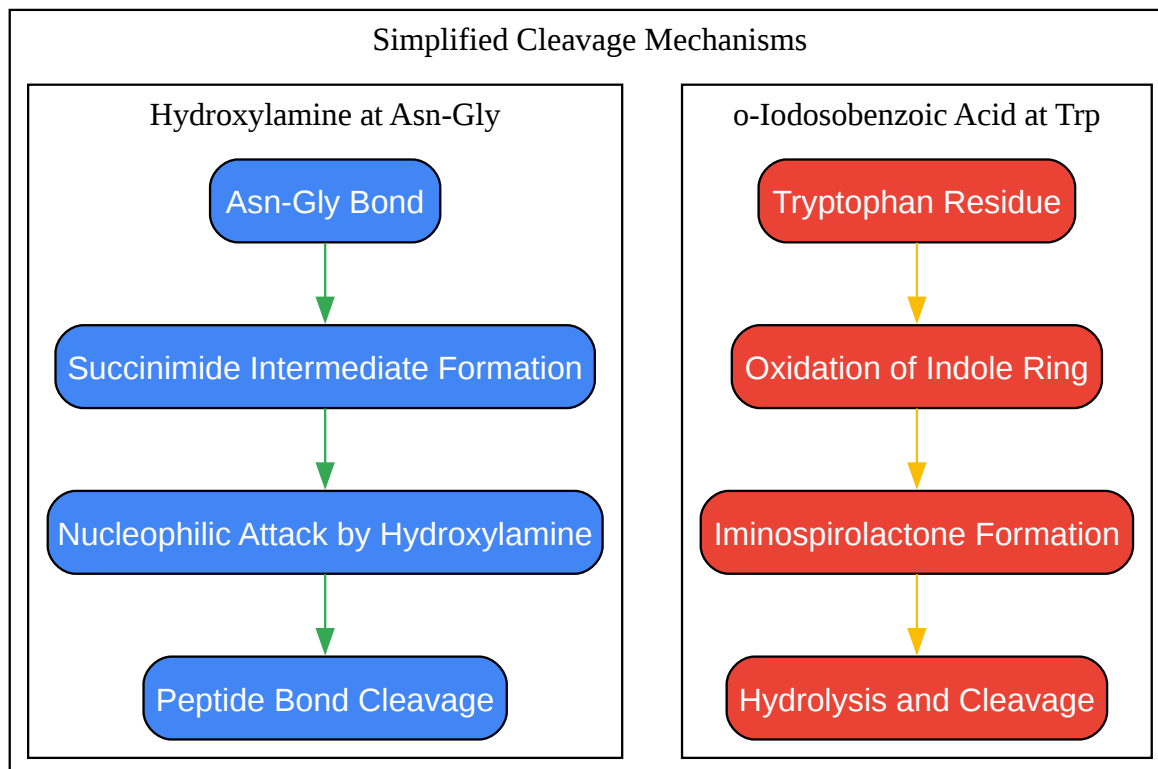 Simplified Cleavage Mechanisms
Hydroxylamine at Asn-Gly
Asn-Gly Bond
Succinimide Intermediate Formation
Nucleophilic Attack by Hydroxylamine
Peptide Bond Cleavage
o-Iodosobenzoic Acid at Trp
Tryptophan Residue
Oxidation of Indole Ring
Iminospirolactone Formation
Hydrolysis and Cleavage